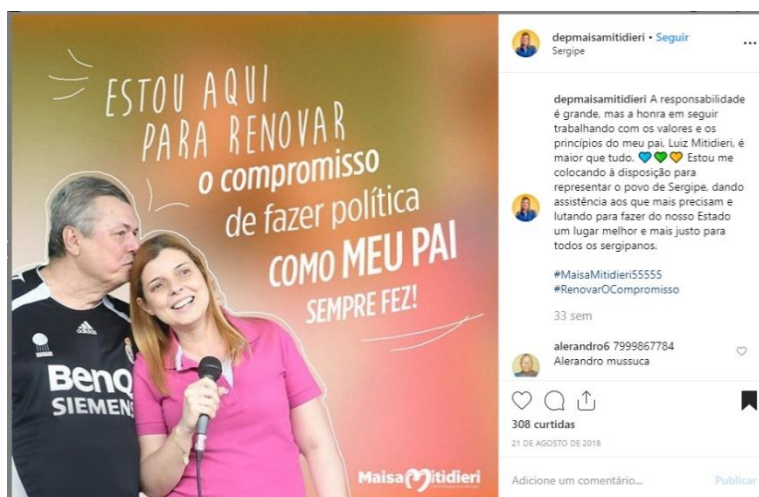 ESTOU AQUI
PARA RENOVAR
o compromisso
de fazer política
COMO MEU PAI
SEMPRE FEZ!
adidas
BenQ
SIEMENS
Maisa Mitidieri
depmaisamitidieri • Seguir
Sergipe
depmaisamitidieri A responsabilidade
é grande, mas a honra em seguir
trabalhando com os valores e os
princípios do meu pai, Luiz Mitidieri, é
maior que tudo. 💙💚💛 Estou me
colocando à disposição para
representar o povo de Sergipe, dando
assistência aos que mais precisam e
lutando para fazer do nosso Estado
um lugar melhor e mais justo para
todos os sergipanos.
#MaisaMitidieri55555
#RenovarOCompromisso
33 sem
alerandro6 7999867784
Alerandro mussuca
308 curtidas
21 DE AGOSTO DE 2018
Adicione um comentário...
Publicar